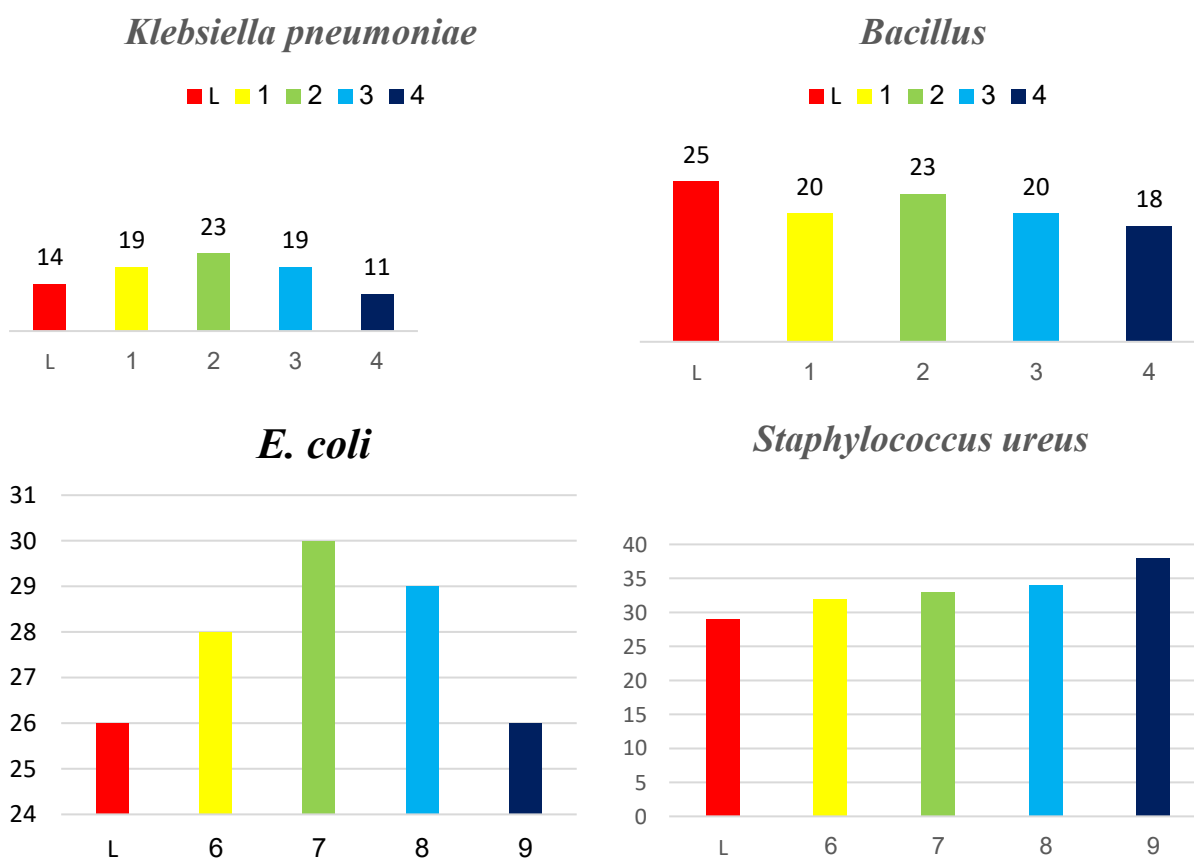 Klebsiella pneumoniae
L 1 2 3 4
14 19 23 19 11
L 1 2 3 4
Bacillus
L 1 2 3 4
25 20 23 20 18
L 1 2 3 4
E. coli
31
30
29
28
27
26
25
24
L 6 7 8 9
Staphylococcus ureus
40
35
30
25
20
15
10
5
0
L 6 7 8 9